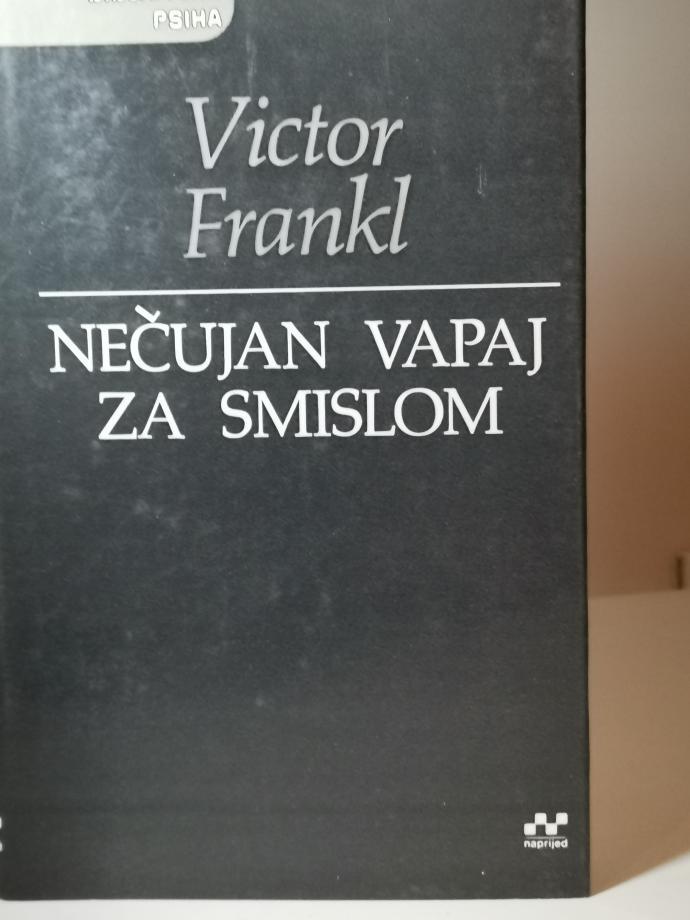 PSIHA
Victor
Frankl
NEČUJAN VAPAJ
ZA SMISLOM
naprijed